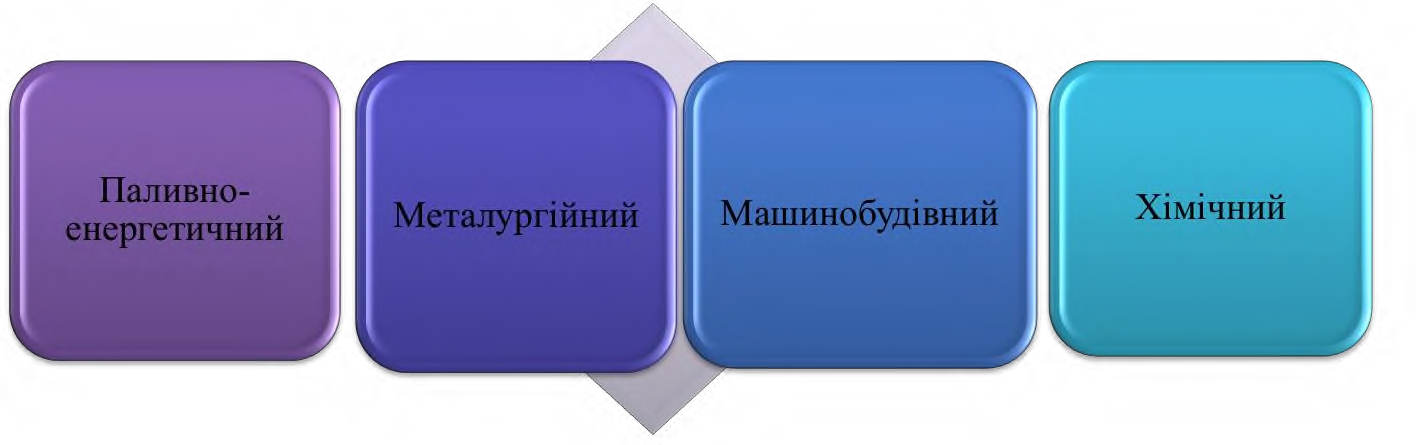 Паливно-
енергетичний
Металургійний
Машинобудівний
Хімічний